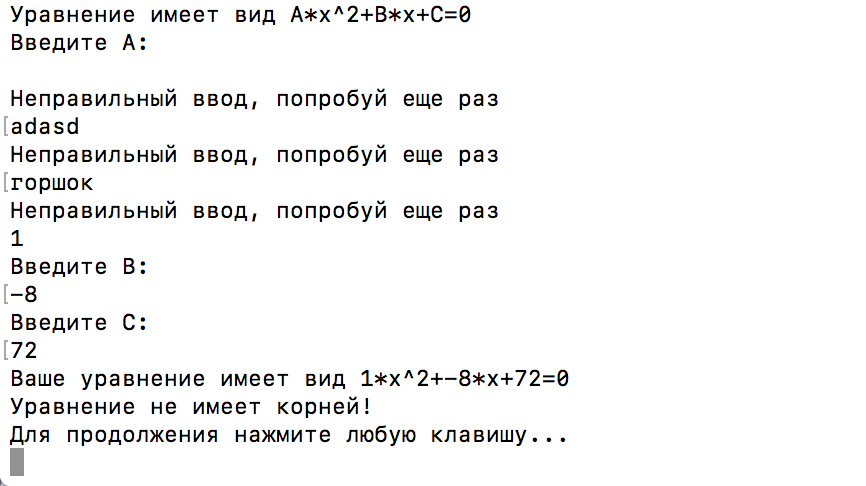 Уравнение имеет вид A*x^2+B*x+C=0
Введите A:
Неправильный ввод, попробуй еще раз
[adasd
Неправильный ввод, попробуй еще раз
[горшок
Неправильный ввод, попробуй еще раз
1
Введите B:
[-8
Введите C:
[72
Ваше уравнение имеет вид 1*x^2+-8*x+72=0
Уравнение не имеет корней!
Для продолжения нажмите любую клавишу...